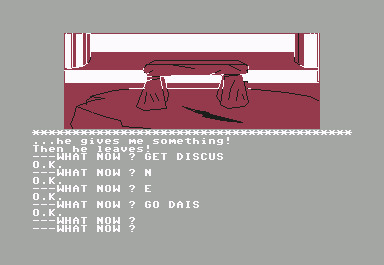 ********************************************
...he gives me something!
Then he leaves!
---WHAT NOW ? GET DISCUS
O.K.
---WHAT NOW ? N
O.K.
---WHAT NOW ? E
O.K.
---WHAT NOW ? GO DAIS
O.K.
---WHAT NOW ?
---WHAT NOW ?